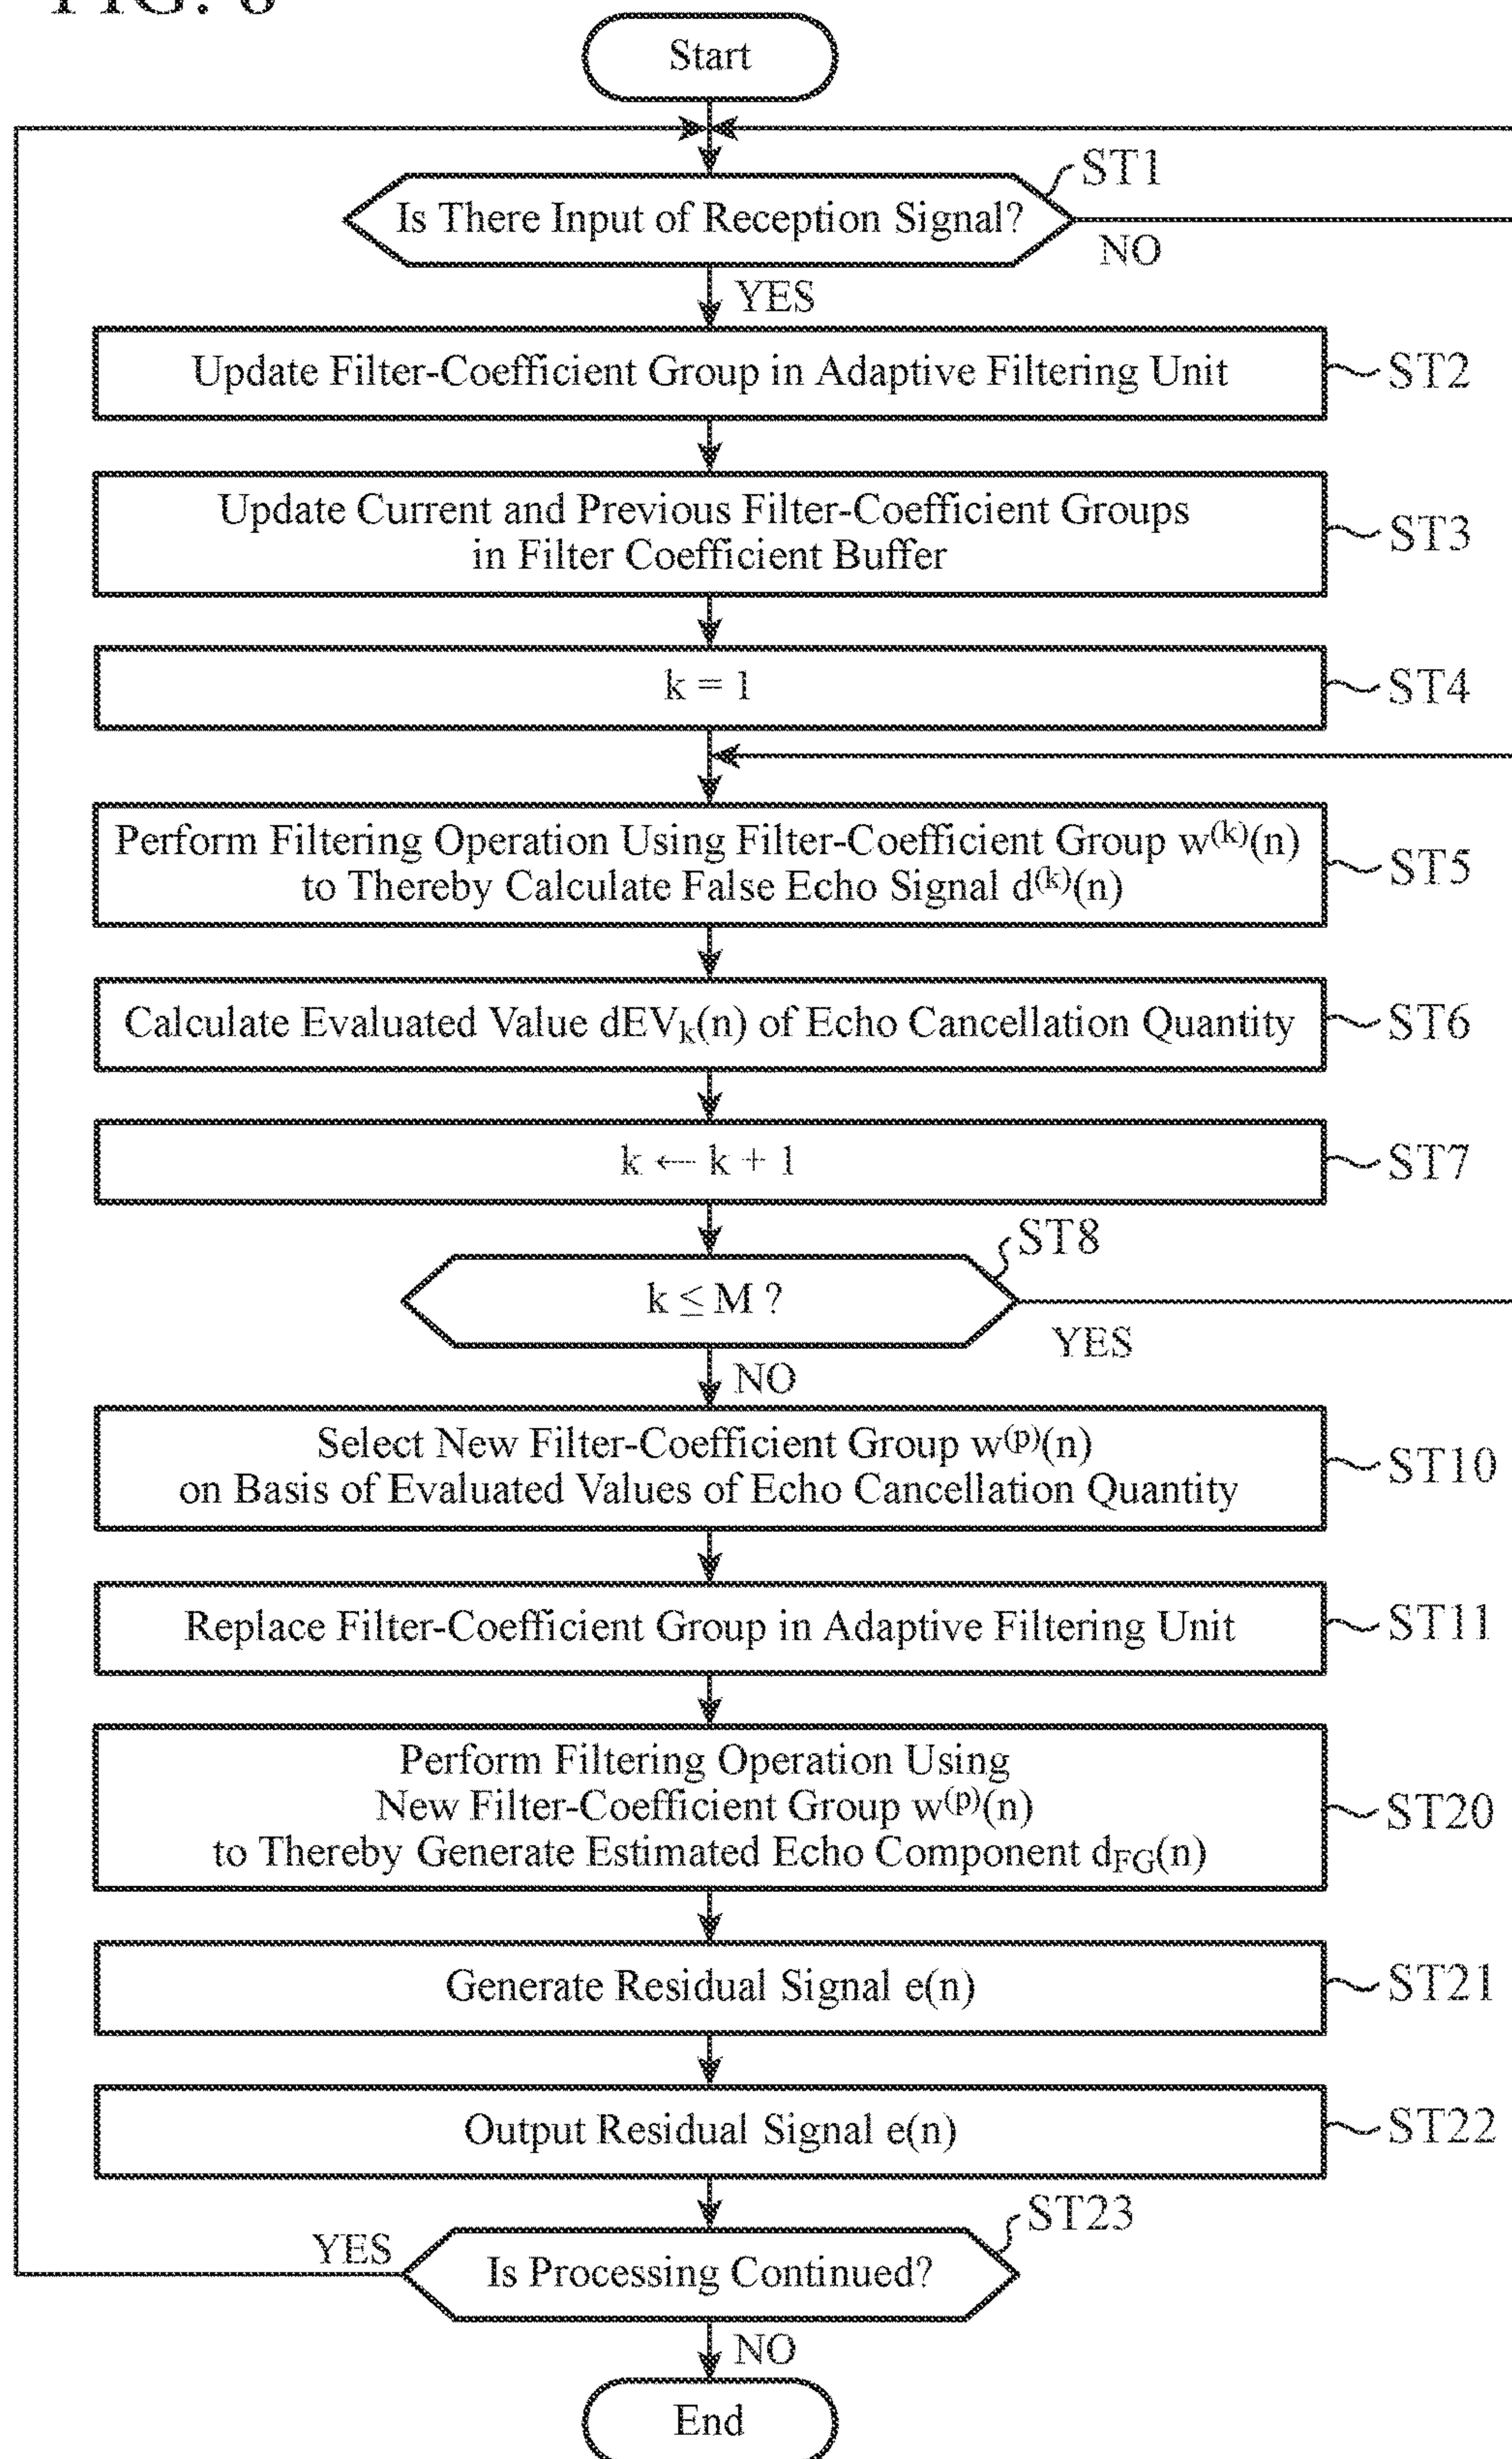 Start
ST1
Is There Input of Reception Signal?
NO
YES
Update Filter-Coefficient Group in Adaptive Filtering Unit
ST2
Update Current and Previous Filter-Coefficient Groups
in Filter Coefficient Buffer
ST3
k = 1
ST4
Perform Filtering Operation Using Filter-Coefficient Group w(k)(n)
to Thereby Calculate False Echo Signal d(k)(n)
ST5
Calculate Evaluated Value dEVk(n) of Echo Cancellation Quantity
ST6
k ← k + 1
ST7
ST8
k ≤ M ?
YES
NO
Select New Filter-Coefficient Group w(p)(n)
on Basis of Evaluated Values of Echo Cancellation Quantity
ST10
Replace Filter-Coefficient Group in Adaptive Filtering Unit
ST11
Perform Filtering Operation Using
New Filter-Coefficient Group w(p)(n)
to Thereby Generate Estimated Echo Component dFG(n)
ST20
Generate Residual Signal e(n)
ST21
Output Residual Signal e(n)
ST22
ST23
YES
Is Processing Continued?
NO
End